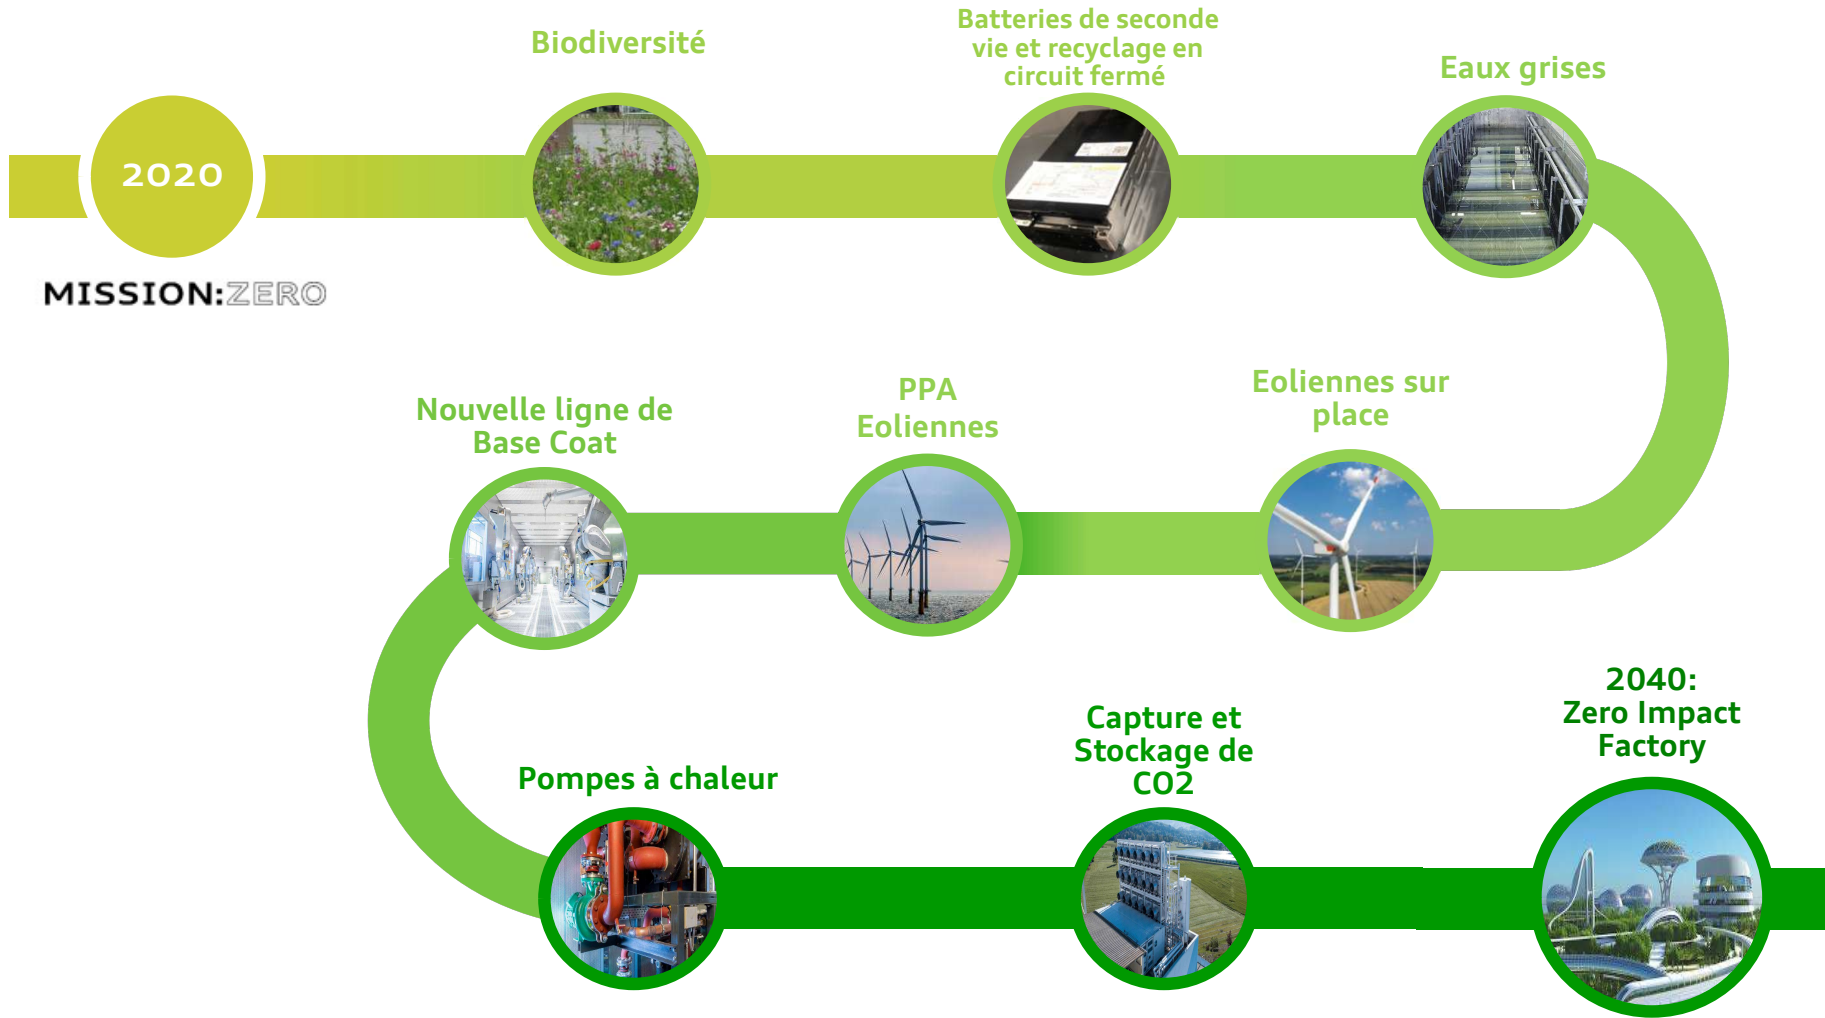 Biodiversité
Batteries de seconde
vie et recyclage en
circuit fermé
Eaux grises
2020
MISSION:ZERO
Eoliennes sur
place
PPA
Eoliennes
Nouvelle ligne de
Base Coat
Pompes à chaleur
Capture et
Stockage de
CO2
2040:
Zero Impact
Factory